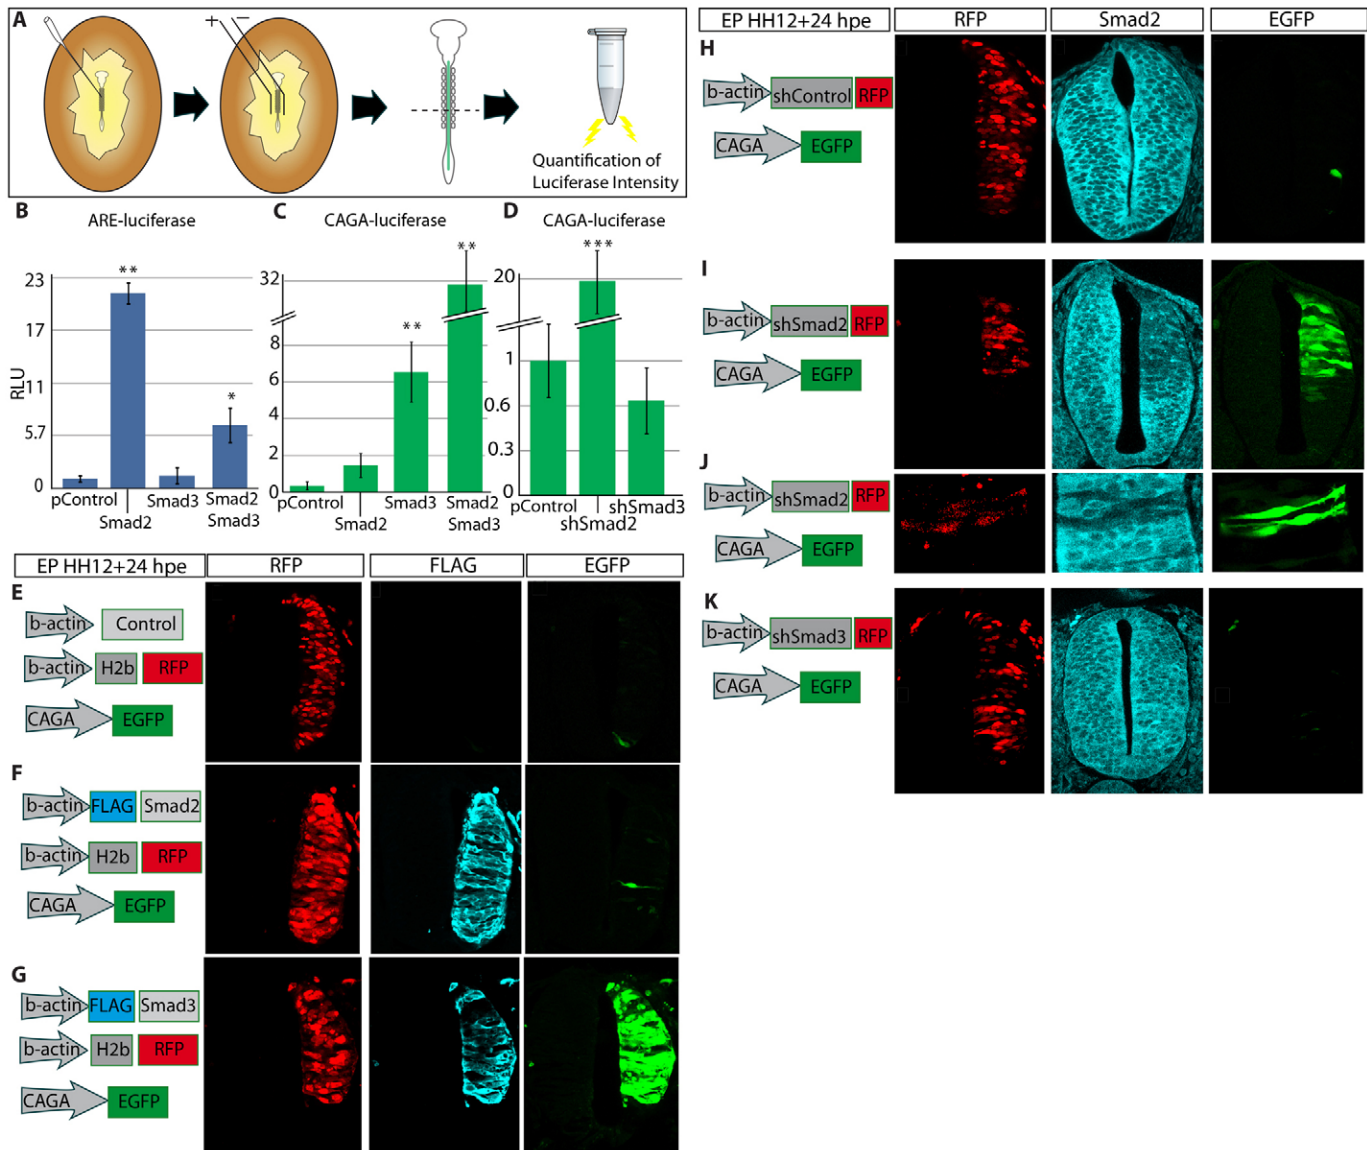 A
+ −
Quantification of
Luciferase Intensity
B
ARE-luciferase
RLU
23
17
11
5.7
0
**
*
pControl
Smad2
Smad3
Smad2
Smad3
C
CAGA-luciferase
32
8
6
4
2
0
**
**
pControl
Smad2
Smad3
Smad2
Smad3
D
CAGA-luciferase
20
1
0.6
0.3
0
***
pControl
shSmad2
shSmad3
EP HH12+24 hpe
RFP
FLAG
EGFP
E
b-actin Control
b-actin H2b RFP
CAGA EGFP
F
b-actin FLAG Smad2
b-actin H2b RFP
CAGA EGFP
G
b-actin FLAG Smad3
b-actin H2b RFP
CAGA EGFP
EP HH12+24 hpe
RFP
Smad2
EGFP
H
b-actin shControl RFP
CAGA EGFP
I
b-actin shSmad2 RFP
CAGA EGFP
J
b-actin shSmad2 RFP
CAGA EGFP
K
b-actin shSmad3 RFP
CAGA EGFP